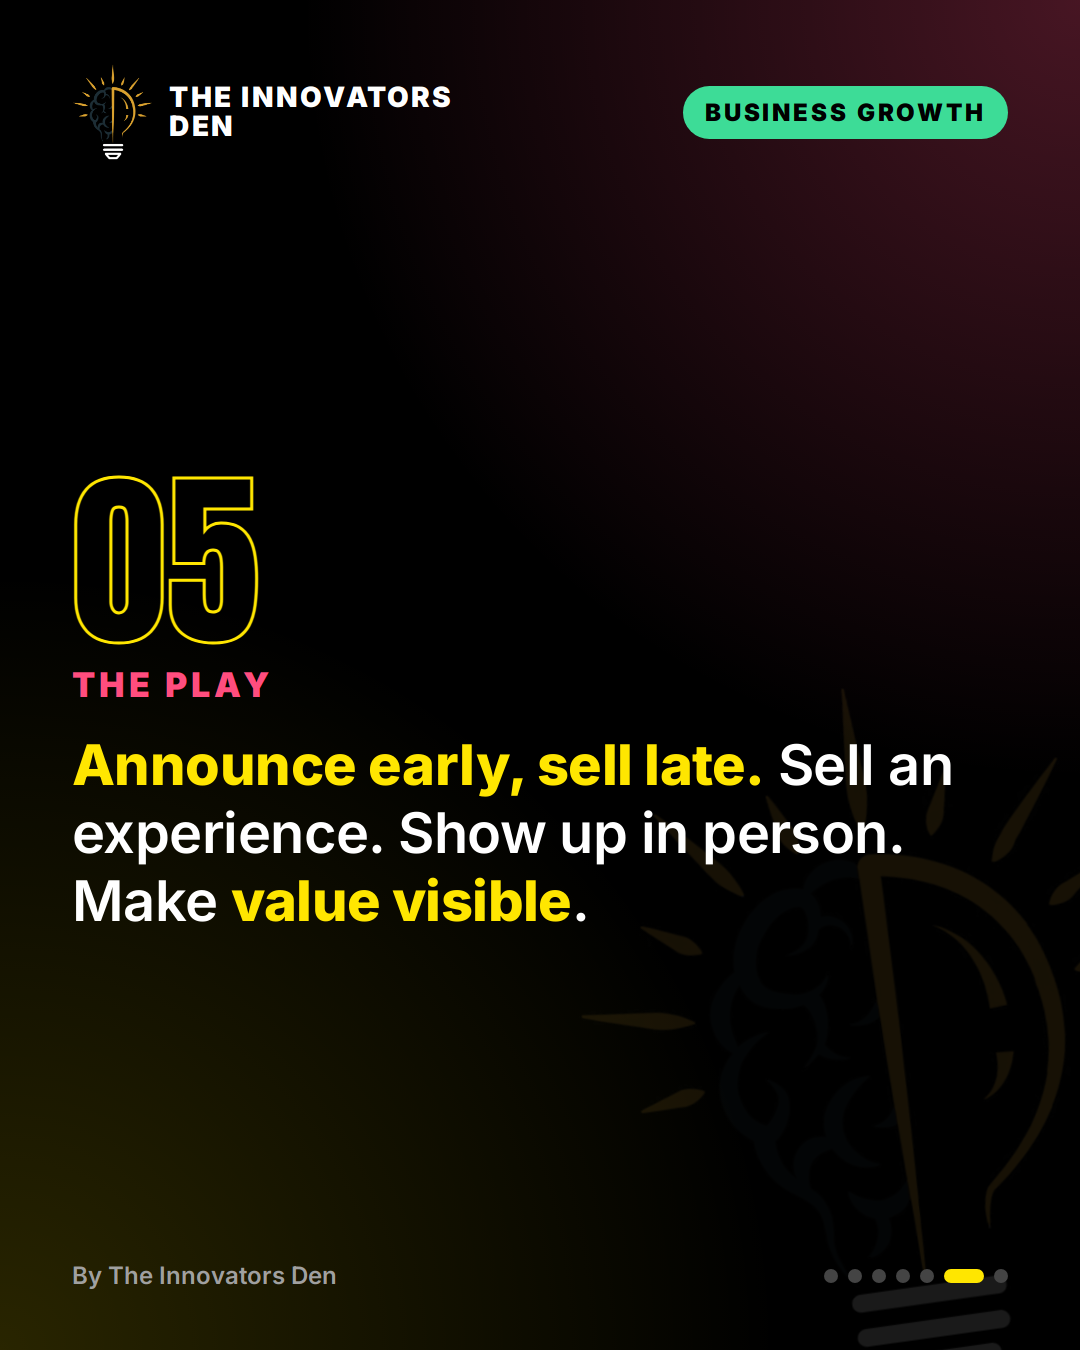 THE INNOVATORS
DEN
BUSINESS GROWTH
05
THE PLAY
Announce early, sell late. Sell an
experience. Show up in person.
Make value visible.
By The Innovators Den